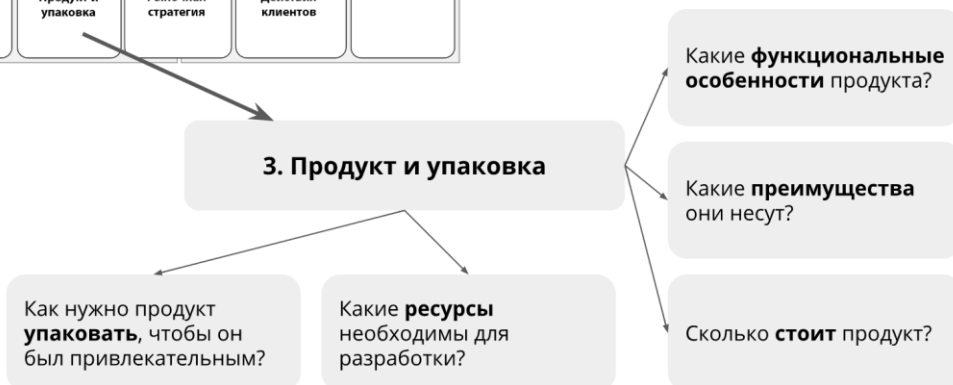 упаковка
стратегия
клиентов
Какие функциональные
особенности продукта?
3. Продукт и упаковка
Какие преимущества
они несут?
Как нужно продукт
упаковать, чтобы он
был привлекательным?
Какие ресурсы
необходимы для
разработки?
Сколько стоит продукт?